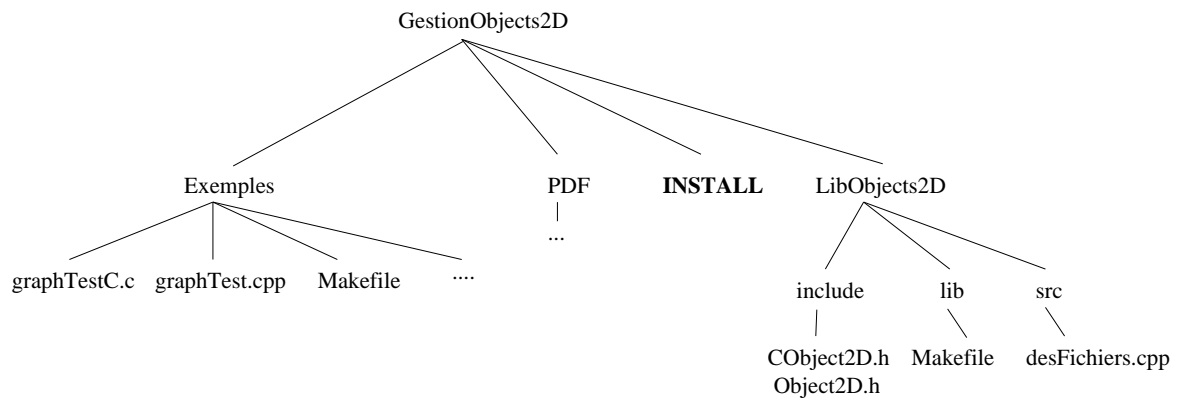 GestionObjects2D
Exemples PDF INSTALL LibObjects2D
...
graphTestC.c graphTest.cpp Makefile ....
include lib src
CObject2D.h Makefile desFichiers.cpp
Object2D.h